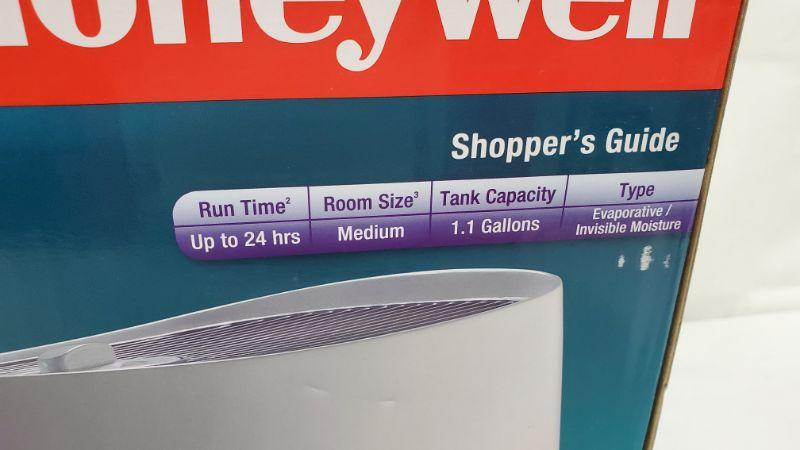 Honeywell
Shopper's Guide
Run Time² Room Size³ Tank Capacity Type
Up to 24 hrs Medium 1.1 Gallons Evaporative /
Invisible Moisture